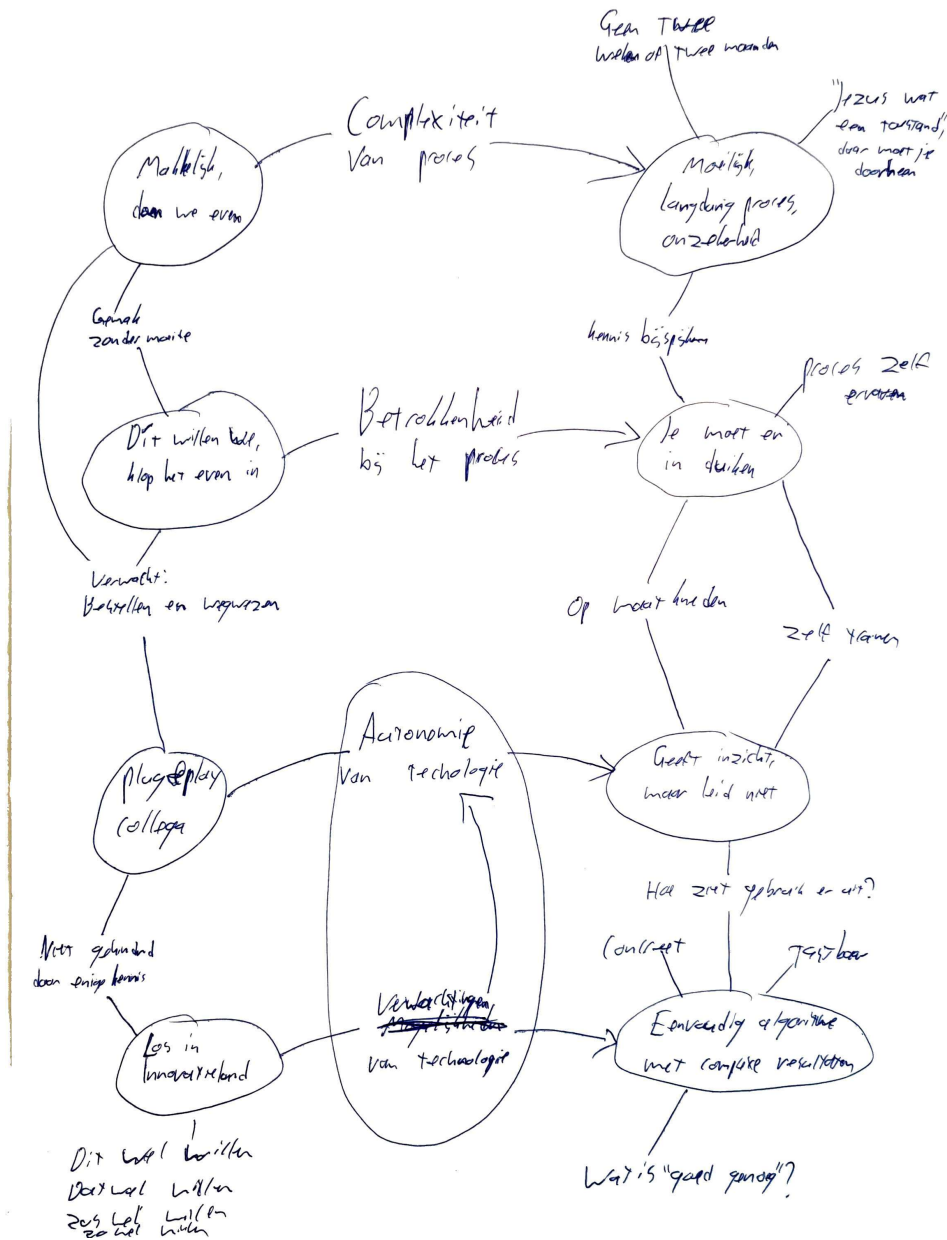 Geen twee
weken of twee maanden
"Jezus wat
een toestand",
daar moet je
doorheen
Complexiteit
van proces
Makkelijk,
doen we even
Moeilijk,
langdurig proces,
onzekerheid
Gemak
zonder moeite
kennis bijspijkeren
proces zelf
ervaren
Betrokkenheid
bij het proces
Dit willen we,
klop het even in
Je moet er
in duiken
Verwacht:
Bestellen en wegwezen
Op maat kneden
zelf trainen
Autonomie
van techologie
plug&play
collega
Geeft inzicht,
maar leid niet
Hoe ziet gebruik er uit?
Niet gehinderd
door enige kennis
Concreet
Tastbaar
Verwachtingen
van technologie
Los in
Innovatieland
Eenvoudig algoritme
met complexe resultaten
Dit wel willen
Dat wel willen
zus wel willen
zo wel willen
Wat is "goed genoeg"?